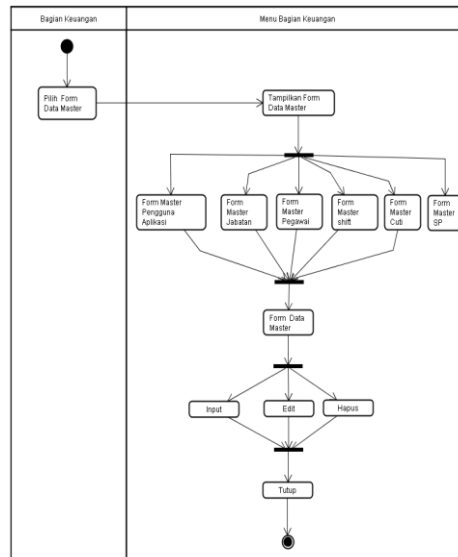 Bagian Keuangan
Menu Bagian Keuangan
Pilih Form
Data Master
Tampilkan Form
Data Master
Form Master
Pengguna
Aplikasi
Form
Master
Jabatan
Form
Master
Pegawai
Form
Master
shift
Form
Master
Cuti
Form
Master
SP
Form Data
Master
Input
Edit
Hapus
Tutup